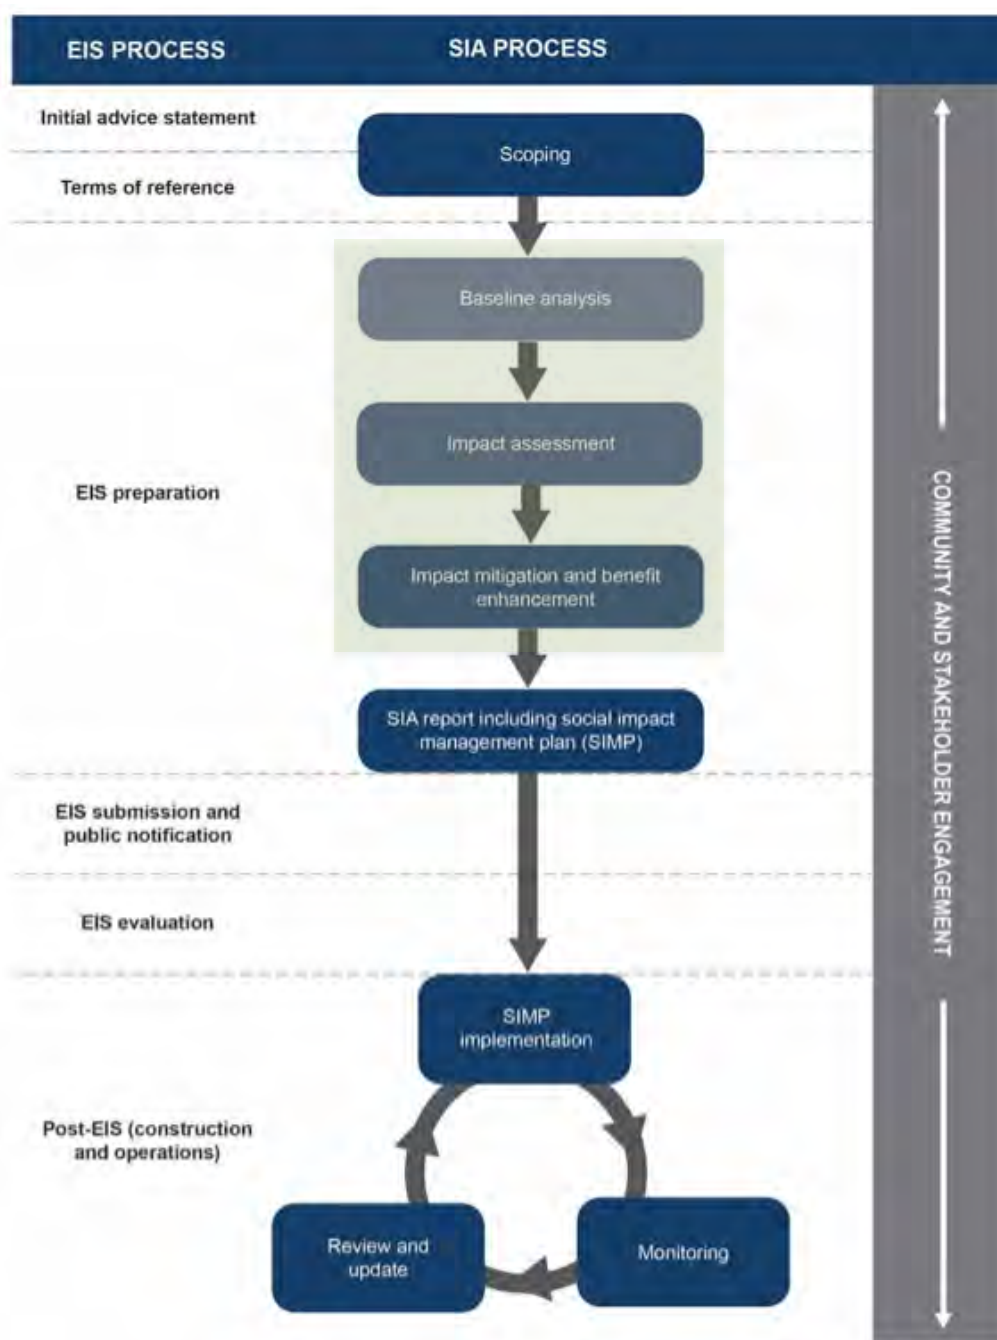 EIS PROCESS
SIA PROCESS
Initial advice statement
Scoping
Terms of reference
Baseline analysis
Impact assessment
EIS preparation
Impact mitigation and benefit
enhancement
SIA report including social impact
management plan (SIMP)
EIS submission and
public notification
EIS evaluation
SIMP
implementation
Post-EIS (construction
and operations)
Review and
update
Monitoring
COMMUNITY AND STAKEHOLDER ENGAGEMENT